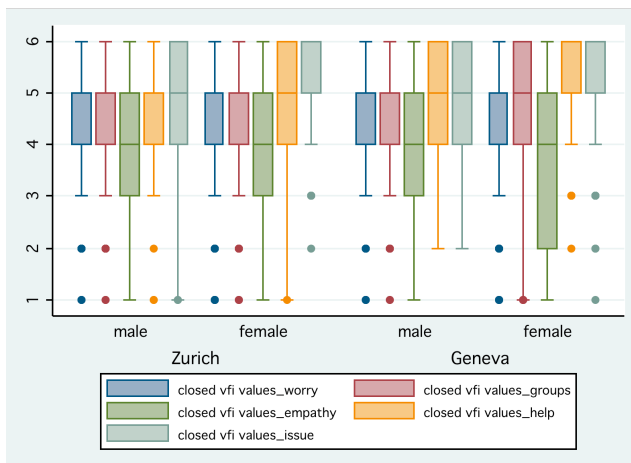 6
5
4
3
2
1
male female male female
Zurich Geneva
closed vfi values_worry closed vfi values_groups
closed vfi values_empathy closed vfi values_help
closed vfi values_issue